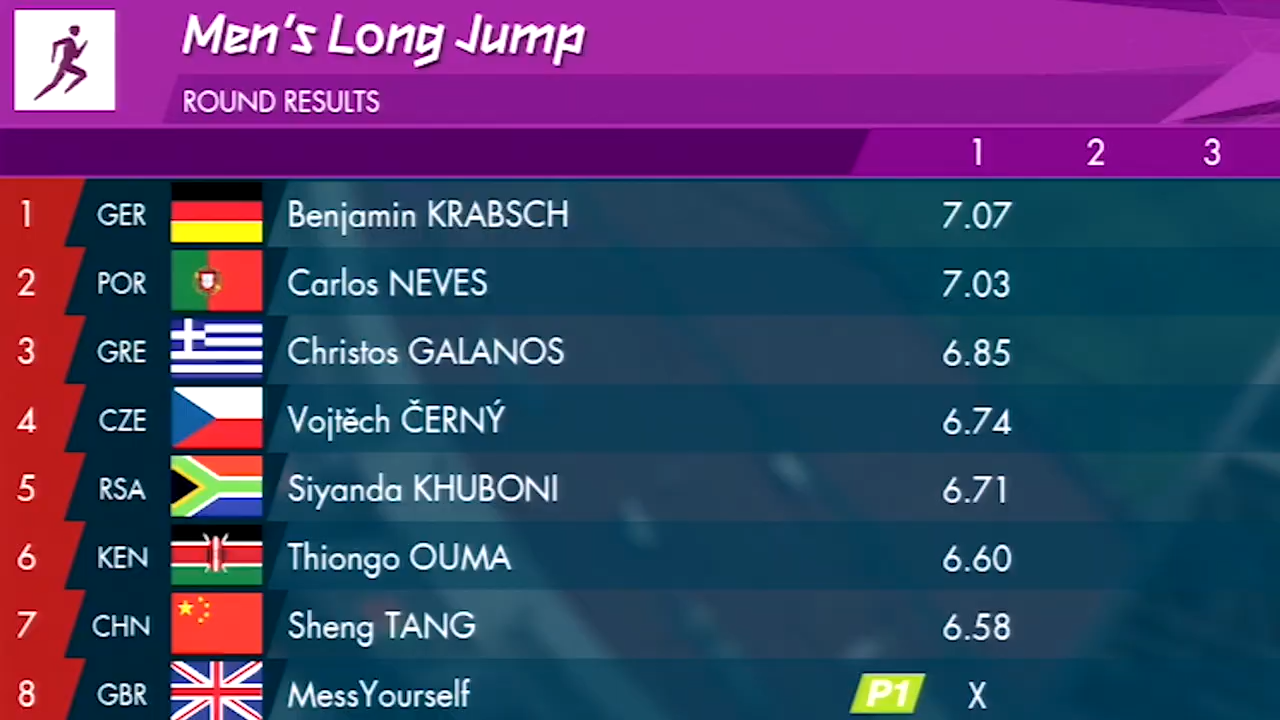 Men's Long Jump
ROUND RESULTS
1 2 3
1 GER Benjamin KRABSCH 7.07
2 POR Carlos NEVES 7.03
3 GRE Christos GALANOS 6.85
4 CZE Vojtěch ČERNÝ 6.74
5 RSA Siyanda KHUBONI 6.71
6 KEN Thiongo OUMA 6.60
7 CHN Sheng TANG 6.58
8 GBR MessYourself P1 X